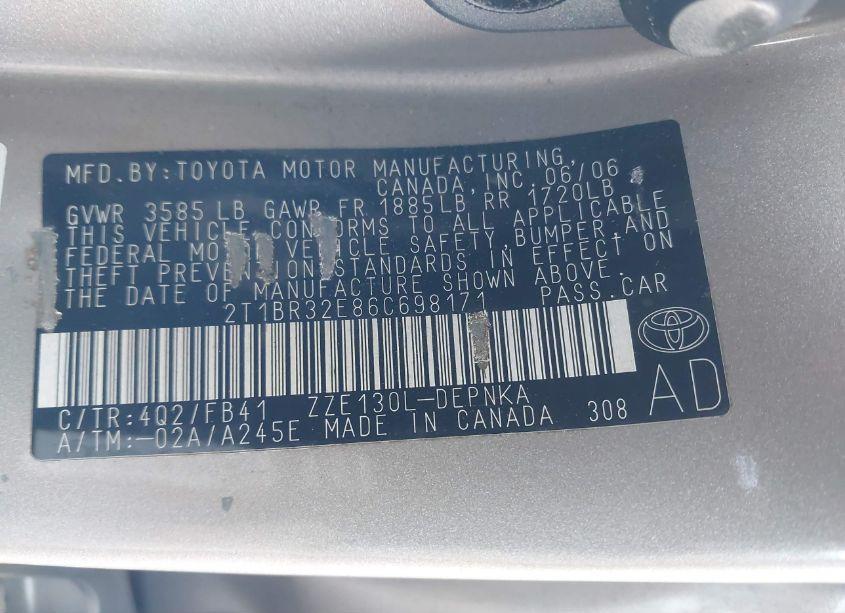 MFD. BY: TOYOTA MOTOR MANUFACTURING,
CANADA, INC. 06/06
GVWR 3585 LB GAWR FR 1885 LB RR 1720LB
THIS VEHICLE CONFORMS TO ALL APPLICABLE
FEDERAL MOTOR VEHICLE SAFETY, BUMPER AND
THEFT PREVENTION STANDARDS IN EFFECT ON
THE DATE OF MANUFACTURE SHOWN ABOVE.
2T1BR32E86C698171 PASS. CAR
C/TR: 4Q2/FB41 ZZE130L-DEPNKA
A/TM: -02A/A245E MADE IN CANADA 308 AD